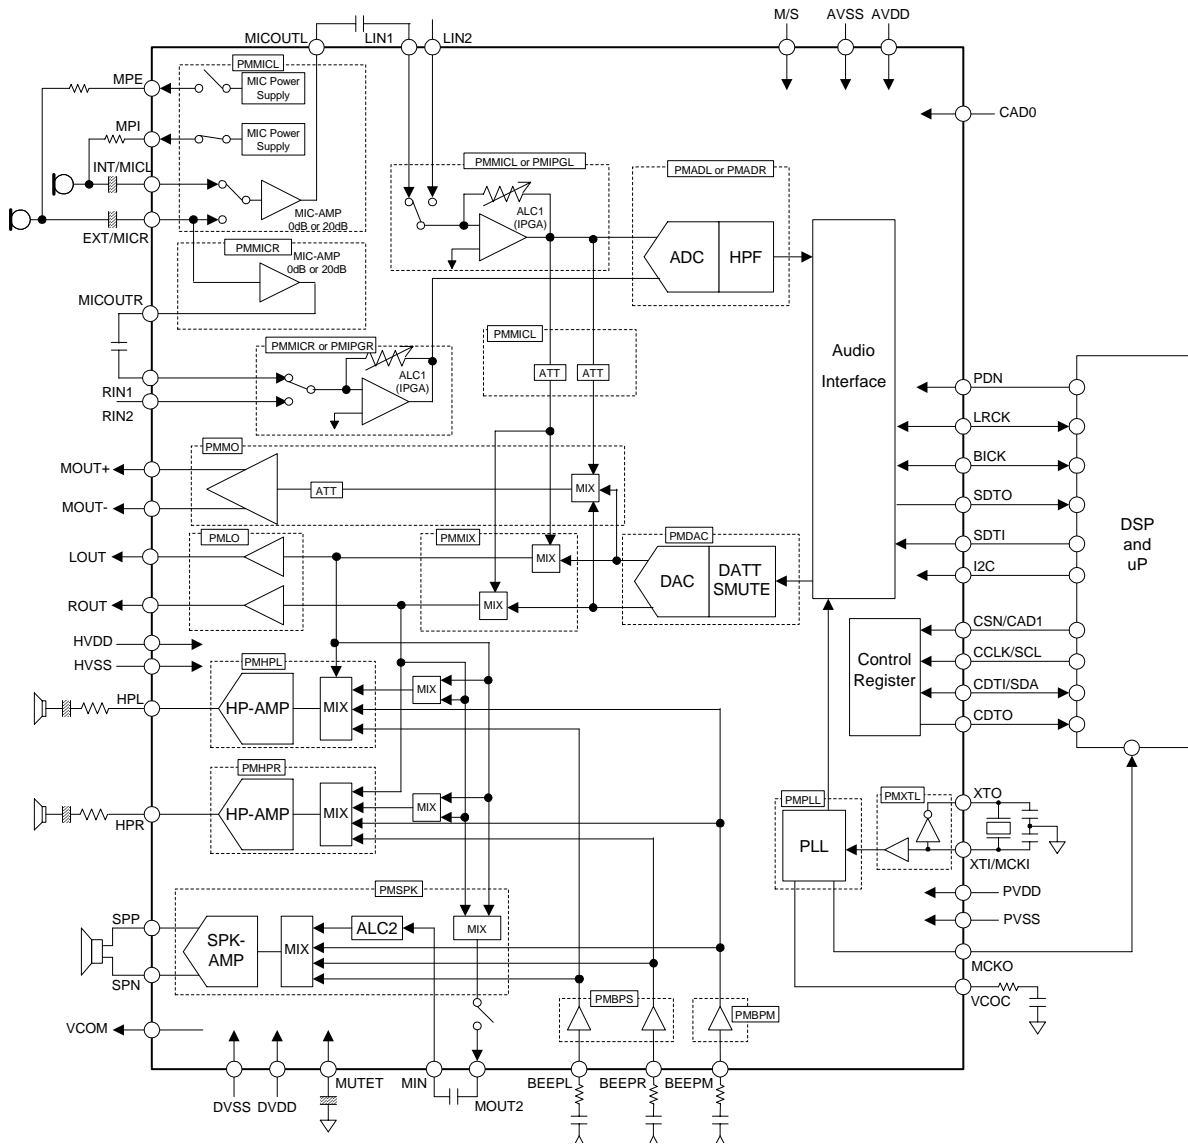 M/S AVSS AVDD
MICOUTL LIN1 LIN2
PMMICL
MPE
MIC Power
Supply
CAD0
MPI
MIC Power
Supply
INT/MICL
MIC-AMP
0dB or 20dB
EXT/MICR
PMMICL or PMIPGL
ALC1
(IPGA)
PMADL or PMADR
ADC HPF
PMMICR
MIC-AMP
0dB or 20dB
MICOUTR
PMMICL
ATT ATT
PMMICR or PMIPGR
ALC1
(IPGA)
RIN1
RIN2
Audio
Interface
PDN
LRCK
BICK
SDTO
SDTI
I2C
DSP
and
uP
PMMO
MOUT+
MOUT-
ATT
MIX
PMLO
LOUT
ROUT
PMMIX
MIX
MIX
PMDAC
DAC
DATT
SMUTE
HVDD
HVSS
Control
Register
CSN/CAD1
CCLK/SCL
CDTI/SDA
CDTO
PMHPL
HPL
HP-AMP
MIX
MIX
PMHPR
HPR
HP-AMP
MIX
MIX
PMPLL
PLL
PMXTL
XTO
XTI/MCKI
PVDD
PVSS
MCKO
VCOC
PMSPK
SPP
SPN
SPK-
AMP
MIX
ALC2
MIX
VCOM
PMBPS
PMBPM
DVSS DVDD MUTET MIN MOUT2 BEEPL BEEPR BEEPM